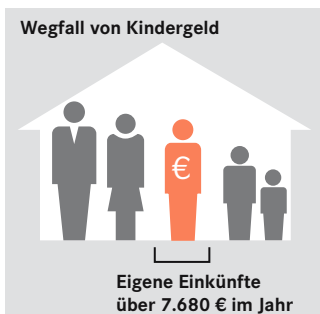 Wegfall von Kindergeld
€
Eigene Einkünfte
über 7.680 € im Jahr